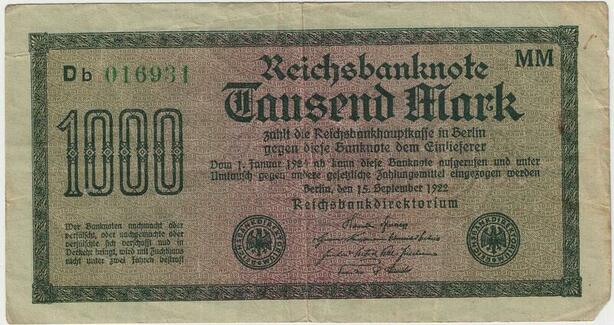 Db 016931
MM
Reichsbanknote
Tausend Mark
1000
zahlt die Reichsbankhauptkasse in Berlin
gegen diese Banknote dem Einlieferer
Vom 1. Januar 1923 ab kann diese Banknote aufgerufen und unter
Umtausch gegen andere gesetzliche Zahlungsmittel eingezogen werden
Berlin, den 15. September 1922
Reichsbankdirektorium
Wer Banknoten nachmacht oder
verfälscht, oder nachgemachte oder
verfälschte sich verschafft und in
Verkehr bringt, wird mit Zuchthaus
nicht unter zwei Jahren bestraft
REICHSBANKDIREKTORIUM
REICHSBANKDIREKTORIUM